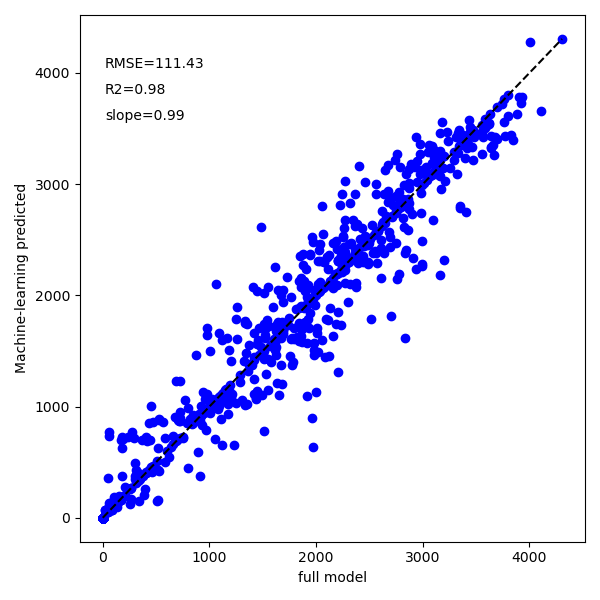 RMSE=111.43
R2=0.98
slope=0.99
Machine-learning predicted
4000
3000
2000
1000
0
0 1000 2000 3000 4000
full model